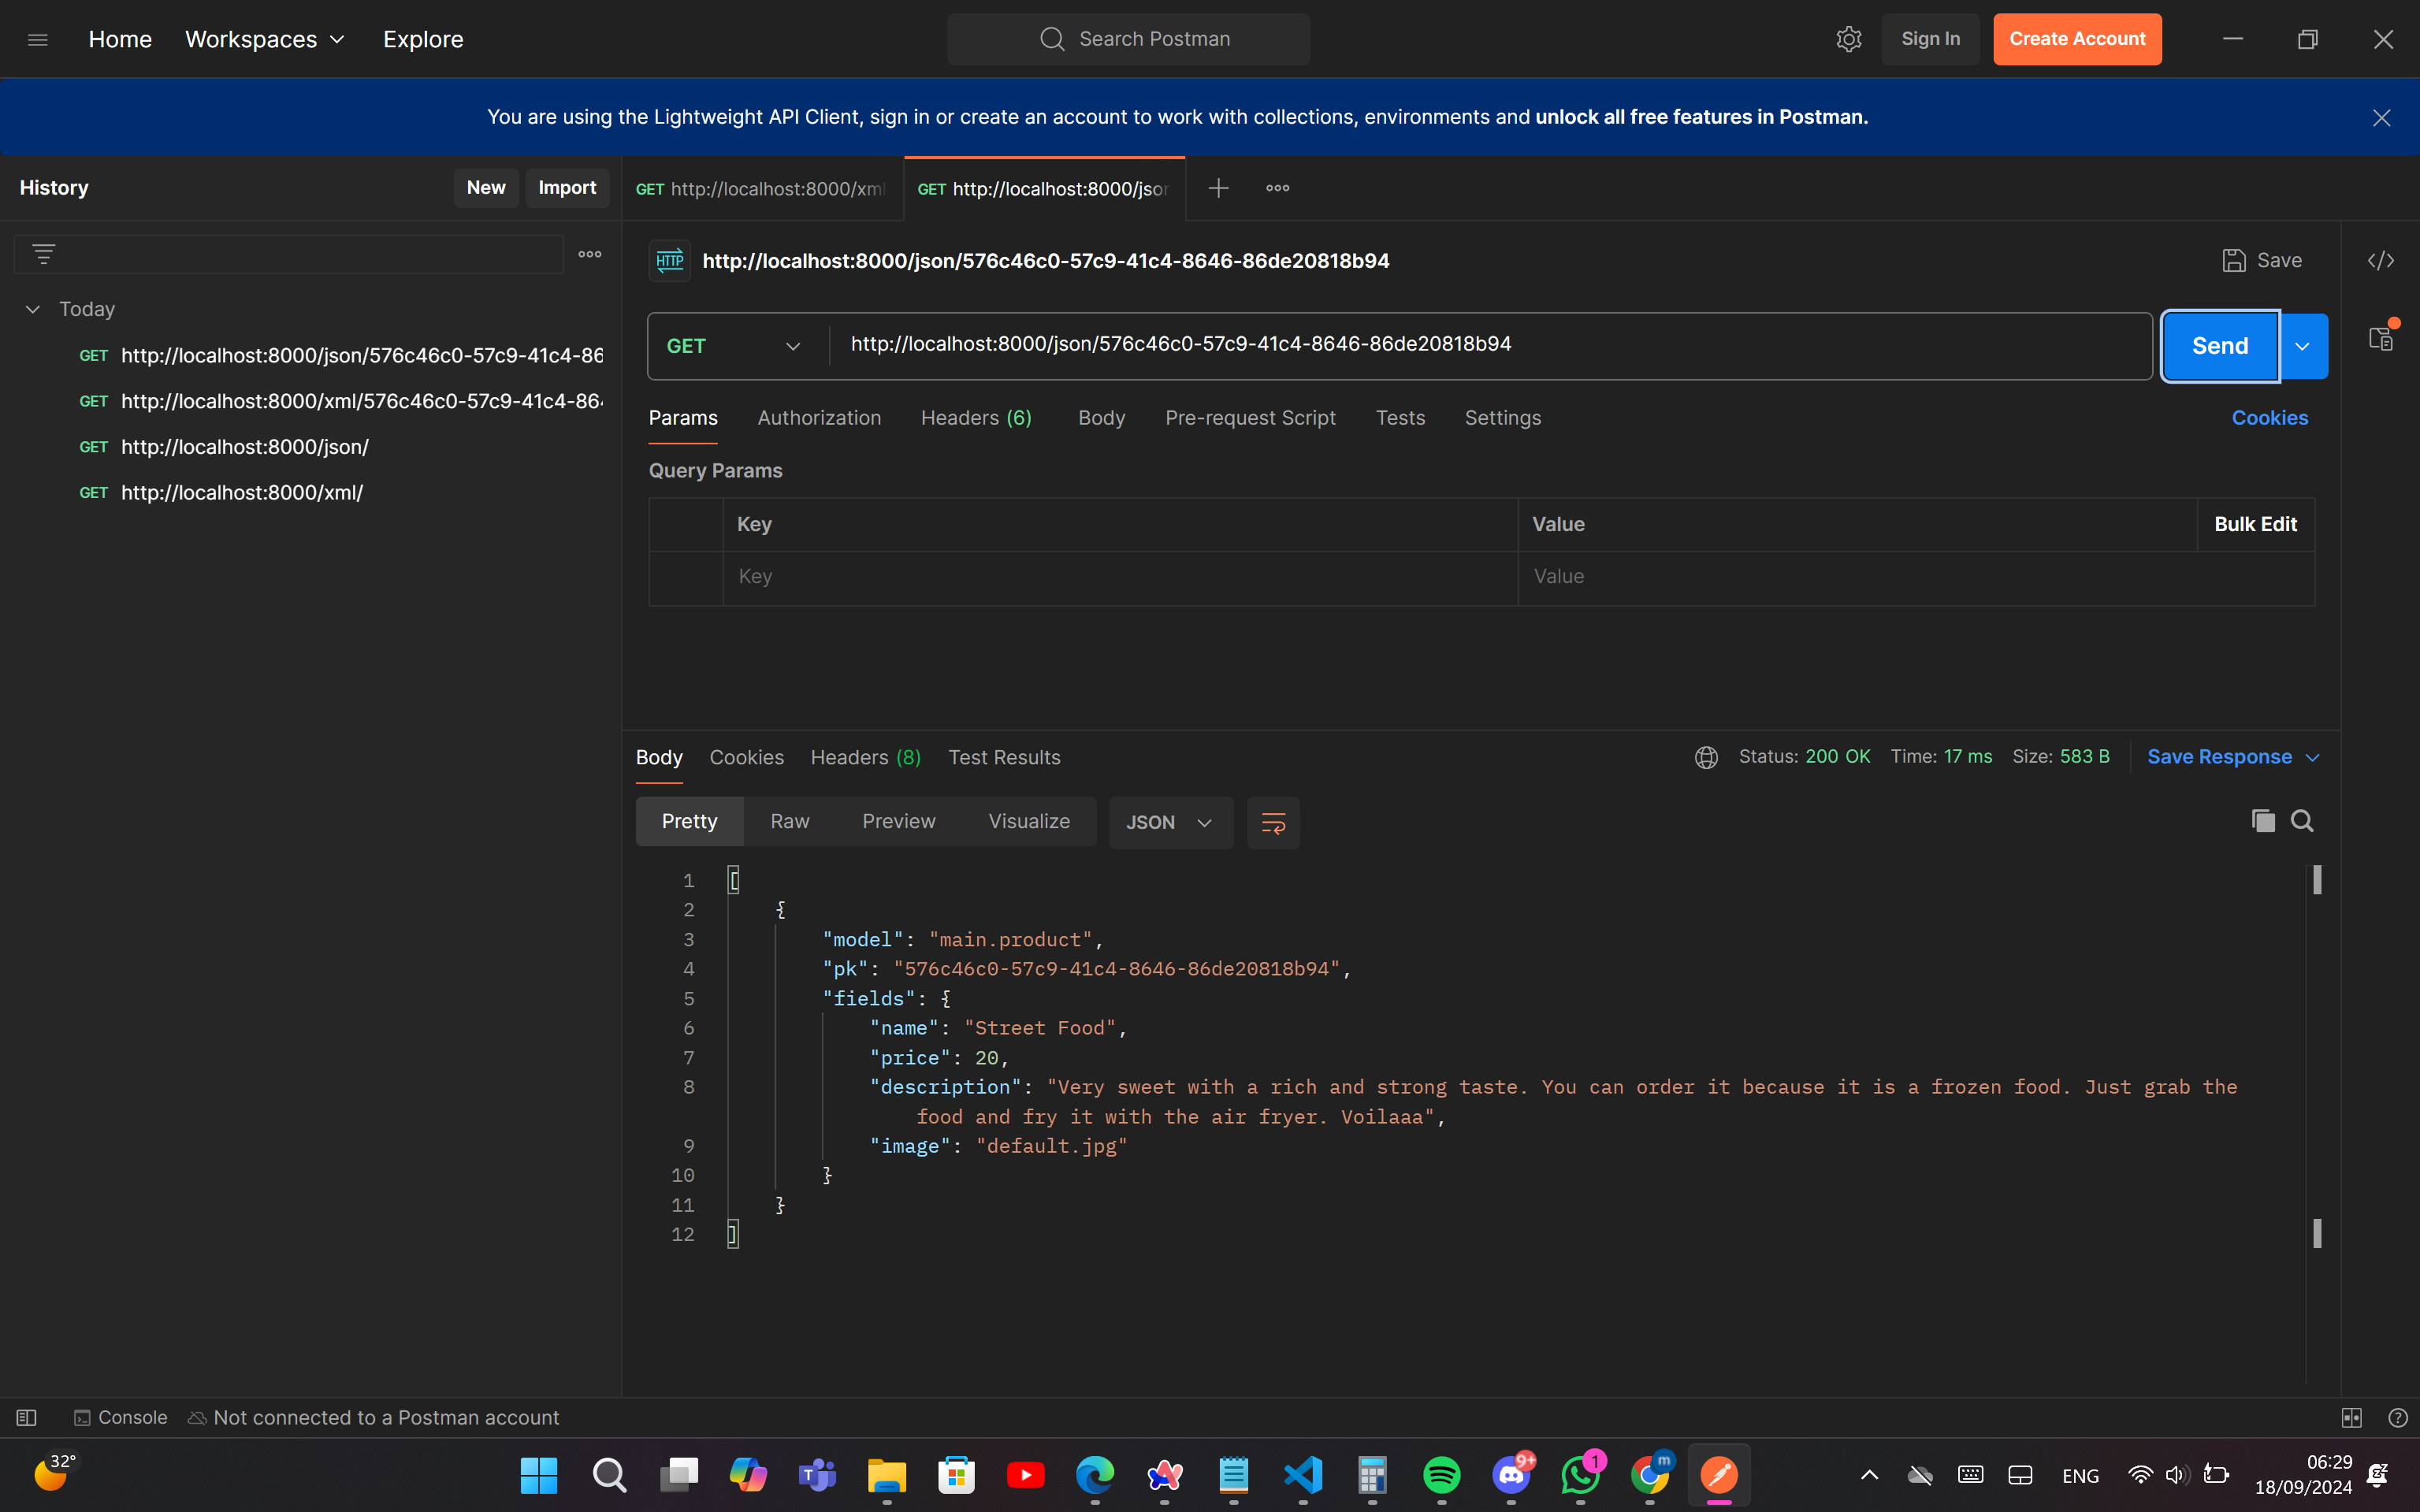 Home Workspaces Explore Search Postman Sign In Create Account
You are using the Lightweight API Client, sign in or create an account to work with collections, environments and unlock all free features in Postman.
History New Import
GET http://localhost:8000/xml GET http://localhost:8000/jsor
http://localhost:8000/json/576c46c0-57c9-41c4-8646-86de20818b94
HTTP
Save
Today
GET http://localhost:8000/json/576c46c0-57c9-41c4-86
GET http://localhost:8000/xml/576c46c0-57c9-41c4-864
GET http://localhost:8000/json/
GET http://localhost:8000/xml/
GET http://localhost:8000/json/576c46c0-57c9-41c4-8646-86de20818b94 Send
Params Authorization Headers (6) Body Pre-request Script Tests Settings Cookies
Query Params
Key Value Bulk Edit
Key Value
Body Cookies Headers (8) Test Results Status: 200 OK Time: 17 ms Size: 583 B Save Response
Pretty Raw Preview Visualize JSON
1 [
2 {
3 "model": "main.product",
4 "pk": "576c46c0-57c9-41c4-8646-86de20818b94",
5 "fields": {
6 "name": "Street Food",
7 "price": 20,
8 "description": "Very sweet with a rich and strong taste. You can order it because it is a frozen food. Just grab the
food and fry it with the air fryer. Voilaaa",
9 "image": "default.jpg"
10 }
11 }
12 ]
Console Not connected to a Postman account
32° 9+ 1 m ENG 06:29
18/09/2024